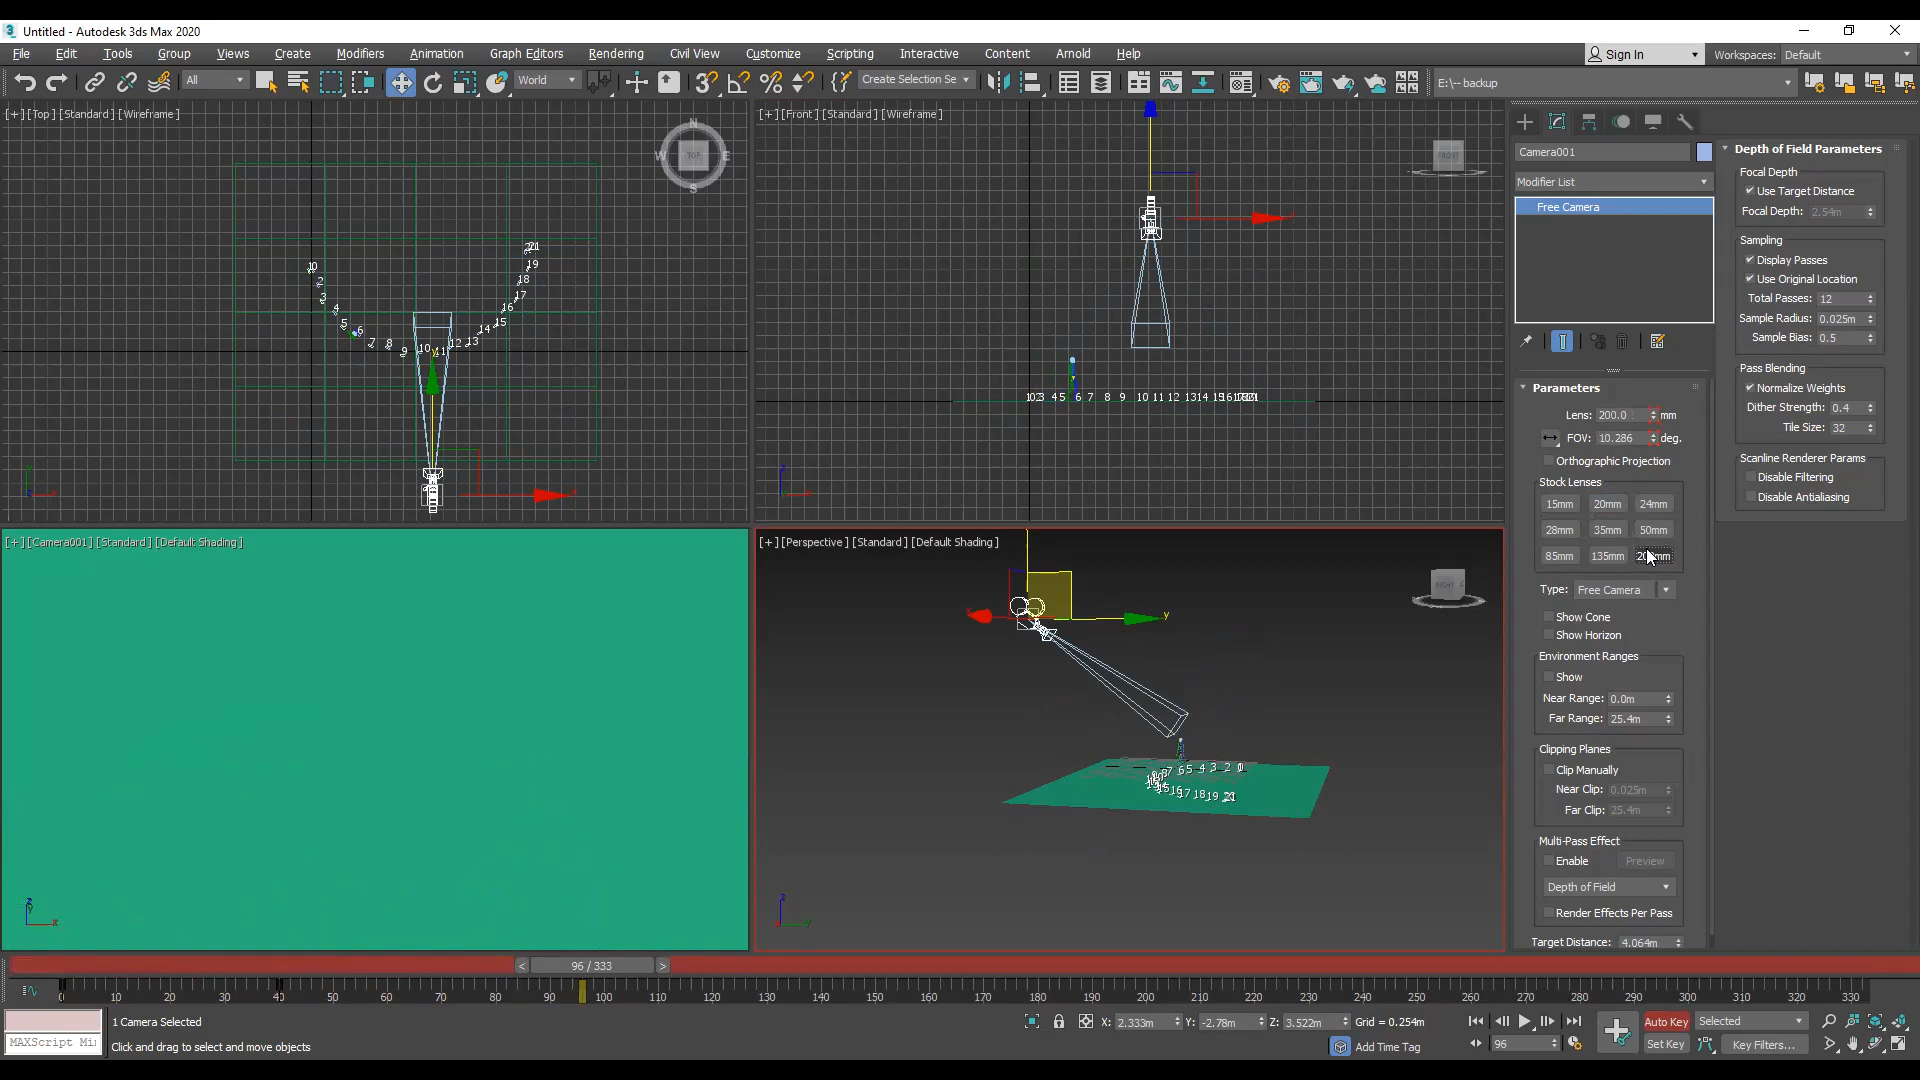 Untitled - Autodesk 3ds Max 2020
File Edit Tools Group Views Create Modifiers Animation Graph Editors Rendering Civil View Customize Scripting Interactive Content Arnold Help
Sign In Workspaces: Default
All World Create Selection Se E:\-- backup
[+] [Top] [Standard] [Wireframe]
[+] [Front] [Standard] [Wireframe]
N
W TOP E
S
FRONT
Camera001
Modifier List
Free Camera
Depth of Field Parameters
Focal Depth
Use Target Distance
Focal Depth: 2.54m
Sampling
Display Passes
Use Original Location
Total Passes: 12
Sample Radius: 0.025m
Sample Bias: 0.5
Pass Blending
Normalize Weights
Dither Strength: 0.4
Tile Size: 32
Scanline Renderer Params
Disable Filtering
Disable Antialiasing
Parameters
Lens: 200.0 mm
FOV: 10.286 deg.
Orthographic Projection
Stock Lenses
15mm 20mm 24mm
28mm 35mm 50mm
85mm 135mm
Type: Free Camera
Show Cone
Show Horizon
Environment Ranges
Show
Near Range: 0.0m
Far Range: 25.4m
Clipping Planes
Clip Manually
Near Clip: 0.025m
Far Clip: 25.4m
Multi-Pass Effect
Enable Preview
Depth of Field
Render Effects Per Pass
Target Distance: 4.064m
[+] [Camera001] [Standard] [Default Shading]
[+] [Perspective] [Standard] [Default Shading]
RIGHT
< 96 / 333 >
0 10 20 30 40 50 60 70 80 90 100 110 120 130 140 150 160 170 180 190 200 210 220 230 240 250 260 270 280 290 300 310 320 330
1 Camera Selected
X: 2.333m Y: -2.78m Z: 3.522m Grid = 0.254m
Auto Key Selected
MAXScript Mi
Click and drag to select and move objects
Add Time Tag
96
Set Key Key Filters...